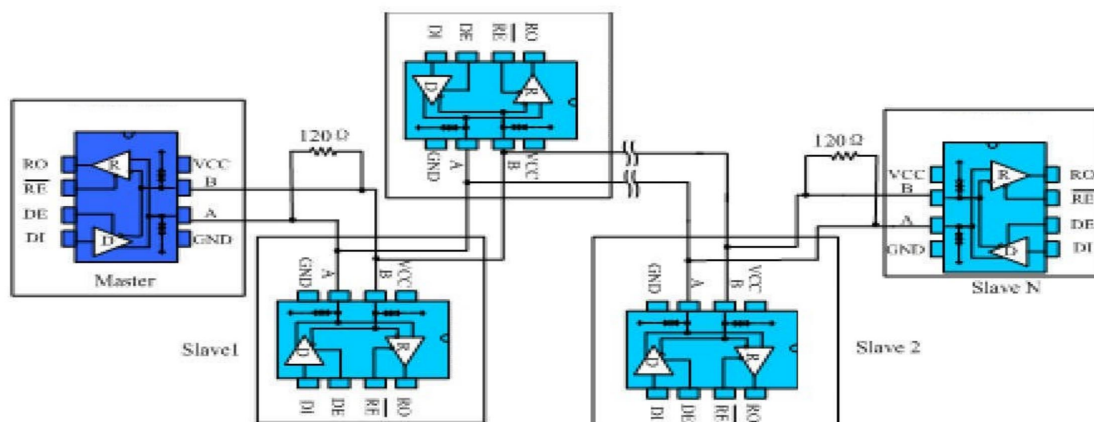 DI DE RE RO
GND A B VCC
120 Ω
RO
RE
DE
DI
R
D
VCC
B
A
GND
Master
D
R
120 Ω
VCC
B
A
GND
R
D
RO
RE
DE
DI
Slave N
GND A B VCC
D
R
DI DE RE RO
Slave1
GND A B VCC
D
R
DI DE RE RO
Slave 2